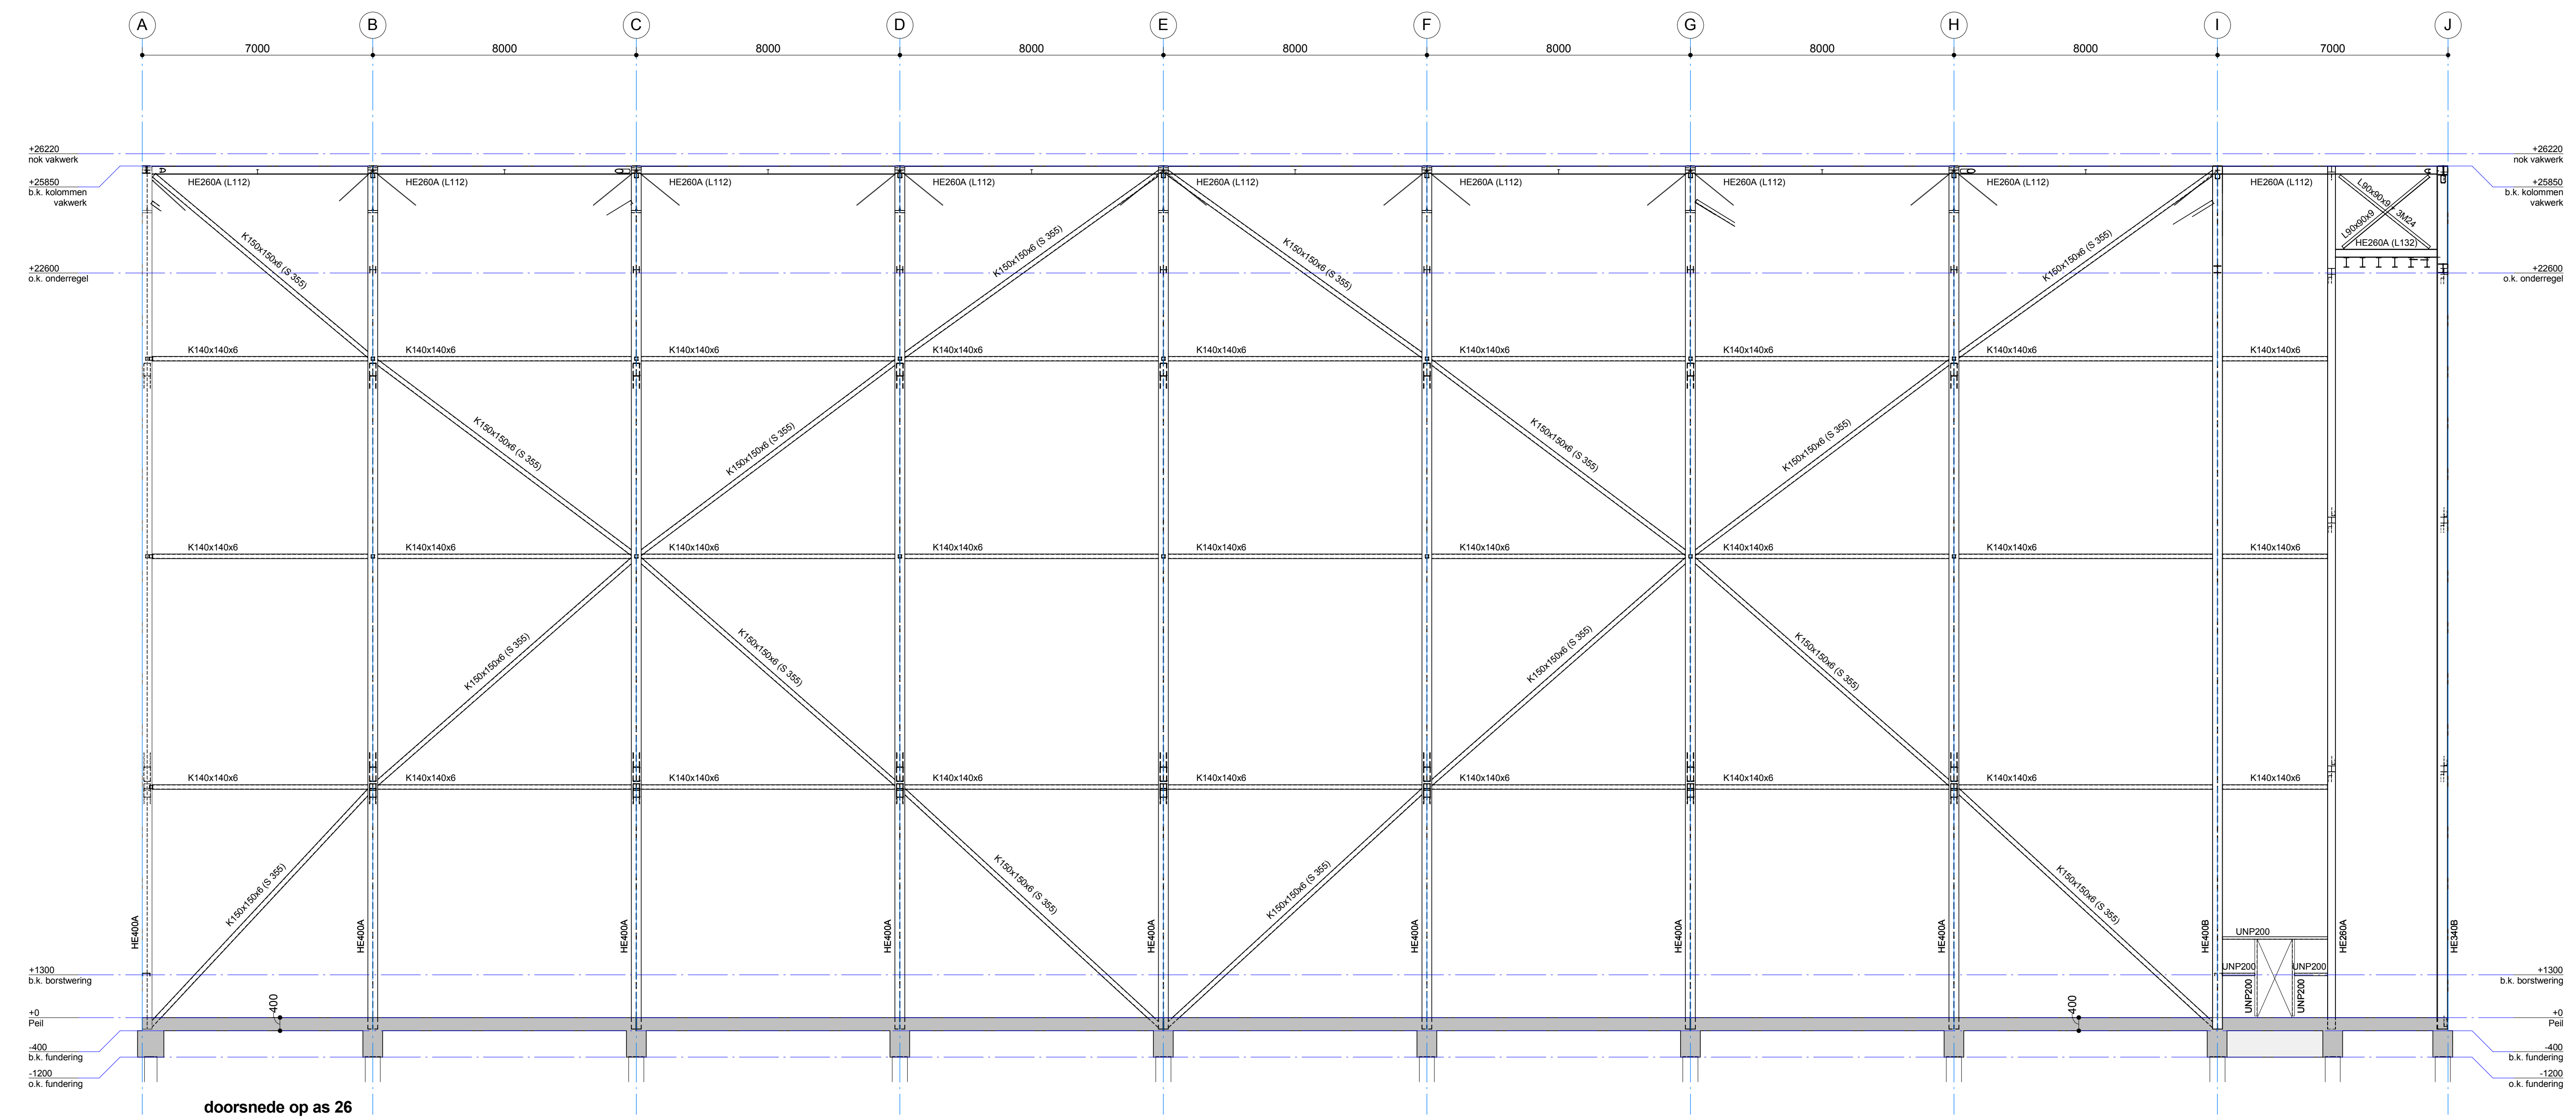 A B C D E F G H I J
7000 8000 8000 8000 8000 8000 8000 8000 7000
+26220
nok vakwerk
+26220
nok vakwerk
+25850
b.k. kolommen
vakwerk
HE260A (L112) HE260A (L112) HE260A (L112) HE260A (L112) HE260A (L112) HE260A (L112) HE260A (L112) HE260A (L112) HE260A (L112)
+25850
b.k. kolommen
vakwerk
L90x90x9 - 3M24
L90x90x9
HE260A (L132)
K150x150x6 (S 355) K150x150x6 (S 355) K150x150x6 (S 355) K150x150x6 (S 355)
+22600
o.k. onderregel
+22600
o.k. onderregel
K140x140x6 K140x140x6 K140x140x6 K140x140x6 K140x140x6 K140x140x6 K140x140x6 K140x140x6 K140x140x6
K150x150x6 (S 355) K150x150x6 (S 355) K150x150x6 (S 355) K150x150x6 (S 355)
K140x140x6 K140x140x6 K140x140x6 K140x140x6 K140x140x6 K140x140x6 K140x140x6 K140x140x6 K140x140x6
K150x150x6 (S 355) K150x150x6 (S 355) K150x150x6 (S 355) K150x150x6 (S 355)
K140x140x6 K140x140x6 K140x140x6 K140x140x6 K140x140x6 K140x140x6 K140x140x6 K140x140x6 K140x140x6
K150x150x6 (S 355) K150x150x6 (S 355) K150x150x6 (S 355) K150x150x6 (S 355)
HE400A HE400A HE400A HE400A HE400A HE400A HE400A HE400A HE400B HE260A HE340B
UNP200
UNP200 UNP200
UNP200 UNP200
+1300
b.k. borstwering
+1300
b.k. borstwering
400 400
+0
Peil
+0
Peil
-400
b.k. fundering
-400
b.k. fundering
-1200
o.k. fundering
-1200
o.k. fundering
doorsnede op as 26